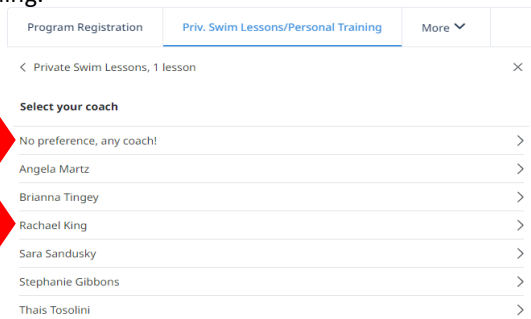 Program Registration Priv. Swim Lessons/Personal Training More
Private Swim Lessons, 1 lesson
Select your coach
No preference, any coach!
Angela Martz
Brianna Tingey
Rachael King
Sara Sandusky
Stephanie Gibbons
Thais Tosolini